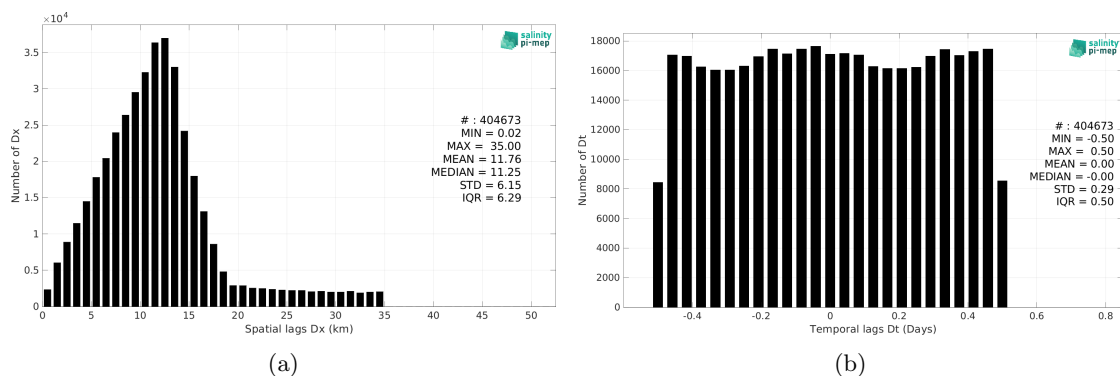 ×10⁴
3.5
3
2.5
2
1.5
1
0.5
0
Number of Dx
0 5 10 15 20 25 30 35 40 45 50
Spatial lags Dx (km)
salinity
pi-mep
# : 404673
MIN = 0.02
MAX = 35.00
MEAN = 11.76
MEDIAN = 11.25
STD = 6.15
IQR = 6.29
(a)
18000
16000
14000
12000
10000
8000
6000
4000
2000
0
Number of Dt
-0.4 -0.2 0 0.2 0.4 0.6 0.8
Temporal lags Dt (Days)
salinity
pi-mep
# : 404673
MIN = -0.50
MAX = 0.50
MEAN = 0.00
MEDIAN = -0.00
STD = 0.29
IQR = 0.50
(b)